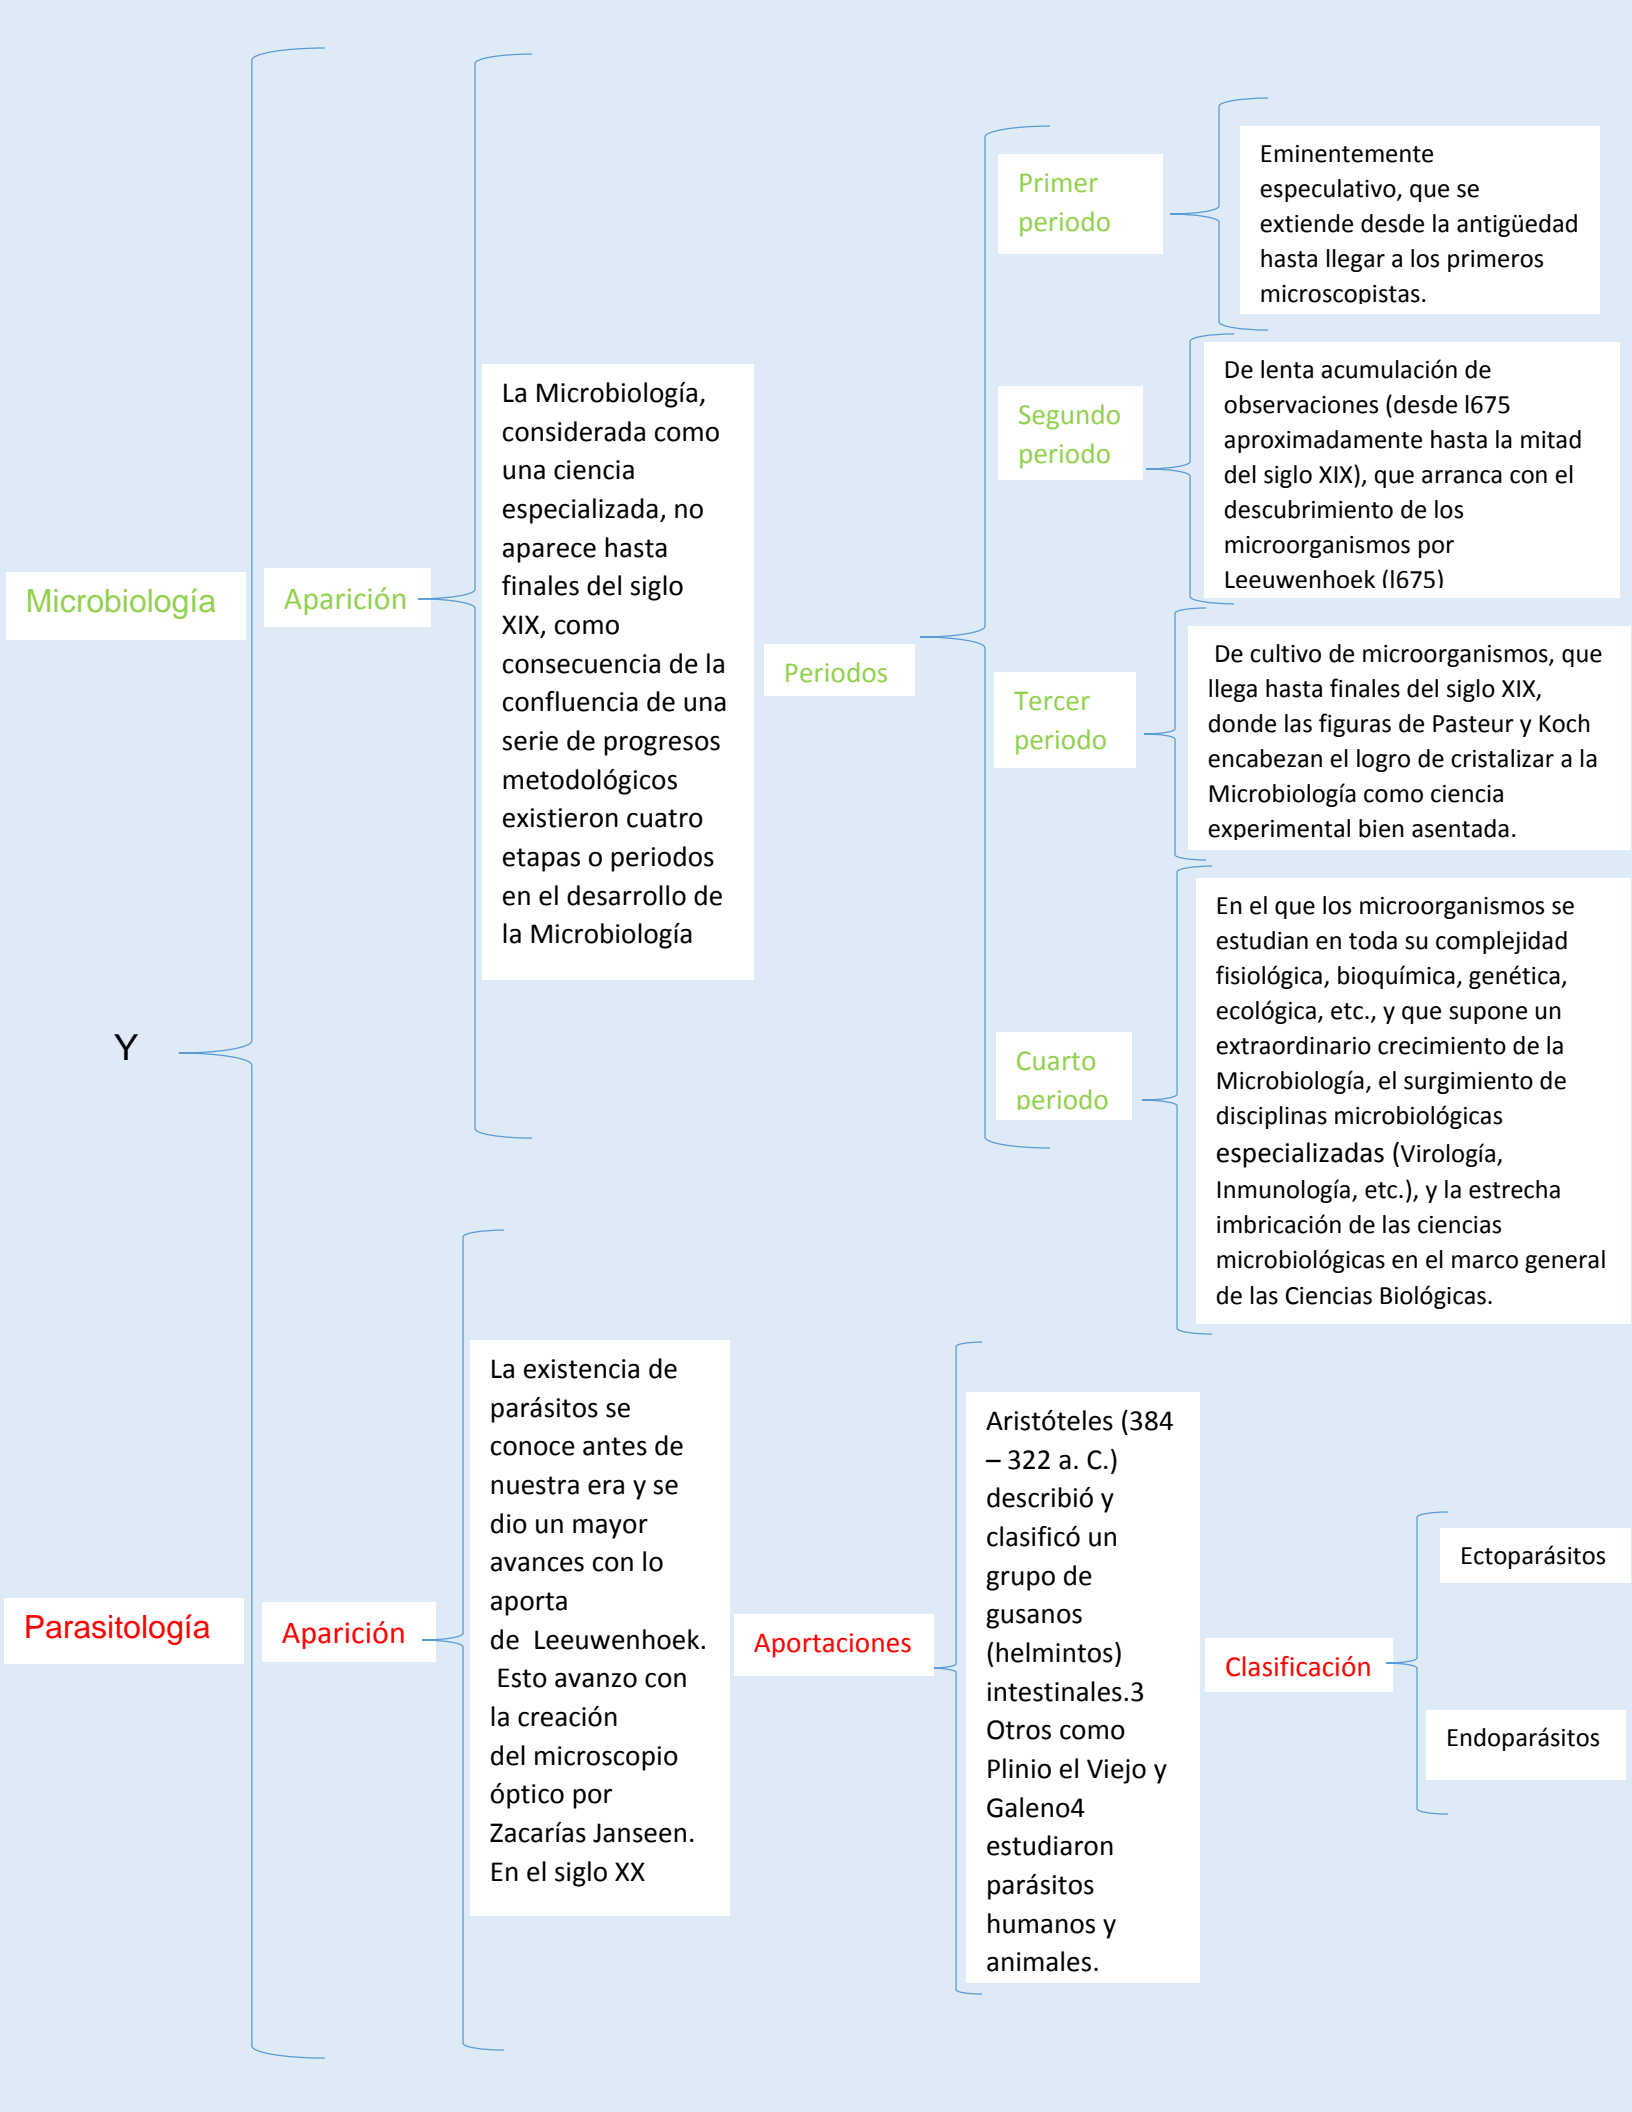 Microbiología
Y
Parasitología
Aparición
La Microbiología,
considerada como
una ciencia
especializada, no
aparece hasta
finales del siglo
XIX, como
consecuencia de la
confluencia de una
serie de progresos
metodológicos
existieron cuatro
etapas o periodos
en el desarrollo de
la Microbiología
Periodos
Primer
periodo
Eminentemente
especulativo, que se
extiende desde la antigüedad
hasta llegar a los primeros
microscopistas.
Segundo
periodo
De lenta acumulación de
observaciones (desde l675
aproximadamente hasta la mitad
del siglo XIX), que arranca con el
descubrimiento de los
microorganismos por
Leeuwenhoek (l675)
Tercer
periodo
De cultivo de microorganismos, que
llega hasta finales del siglo XIX,
donde las figuras de Pasteur y Koch
encabezan el logro de cristalizar a la
Microbiología como ciencia
experimental bien asentada.
Cuarto
periodo
En el que los microorganismos se
estudian en toda su complejidad
fisiológica, bioquímica, genética,
ecológica, etc., y que supone un
extraordinario crecimiento de la
Microbiología, el surgimiento de
disciplinas microbiológicas
especializadas (Virología,
Inmunología, etc.), y la estrecha
imbricación de las ciencias
microbiológicas en el marco general
de las Ciencias Biológicas.
Aparición
La existencia de
parásitos se
conoce antes de
nuestra era y se
dio un mayor
avances con lo
aporta
de Leeuwenhoek.
Esto avanzo con
la creación
del microscopio
óptico por
Zacarías Janseen.
En el siglo XX
Aportaciones
Aristóteles (384
– 322 a. C.)
describió y
clasificó un
grupo de
gusanos
(helmintos)
intestinales.3
Otros como
Plinio el Viejo y
Galeno4
estudiaron
parásitos
humanos y
animales.
Clasificación
Ectoparásitos
Endoparásitos